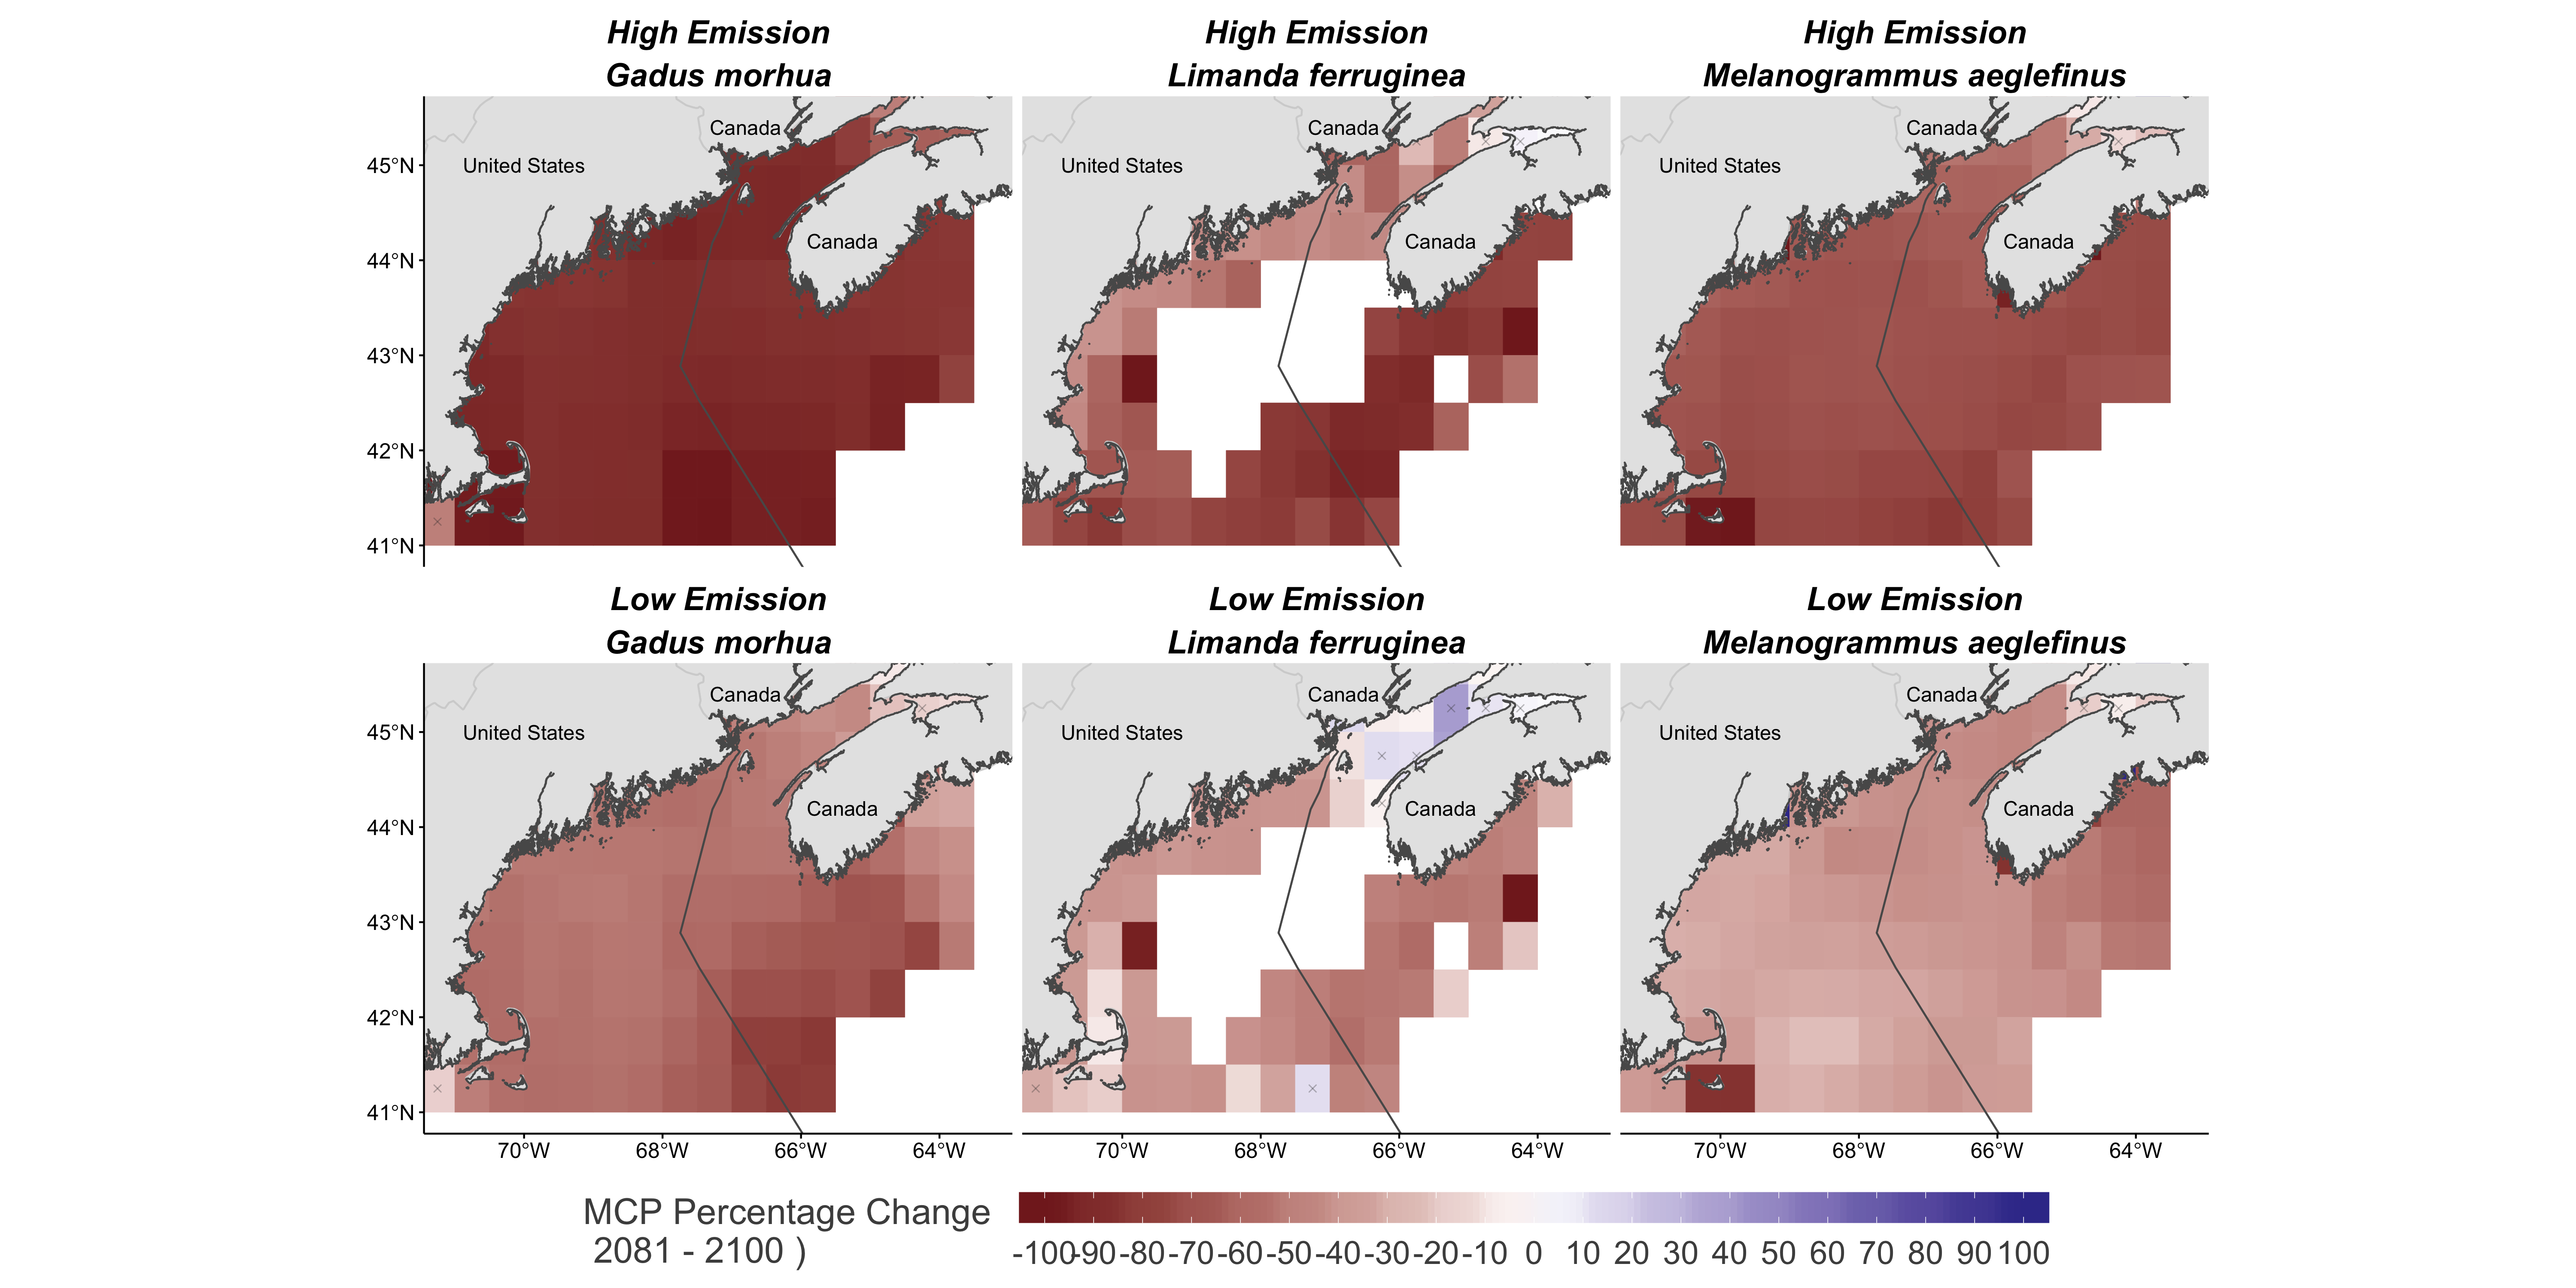 High Emission
Gadus morhua
High Emission
Limanda ferruginea
High Emission
Melanogrammus aeglefinus
Canada
United States
Canada
45°N
44°N
43°N
42°N
41°N
Canada
United States
Canada
Canada
United States
Canada
Low Emission
Gadus morhua
Low Emission
Limanda ferruginea
Low Emission
Melanogrammus aeglefinus
Canada
United States
Canada
45°N
44°N
43°N
42°N
41°N
Canada
United States
Canada
Canada
United States
Canada
70°W 68°W 66°W 64°W
70°W 68°W 66°W 64°W
70°W 68°W 66°W 64°W
MCP Percentage Change
2081 - 2100 )
-100 -90 -80 -70 -60 -50 -40 -30 -20 -10 0 10 20 30 40 50 60 70 80 90 100